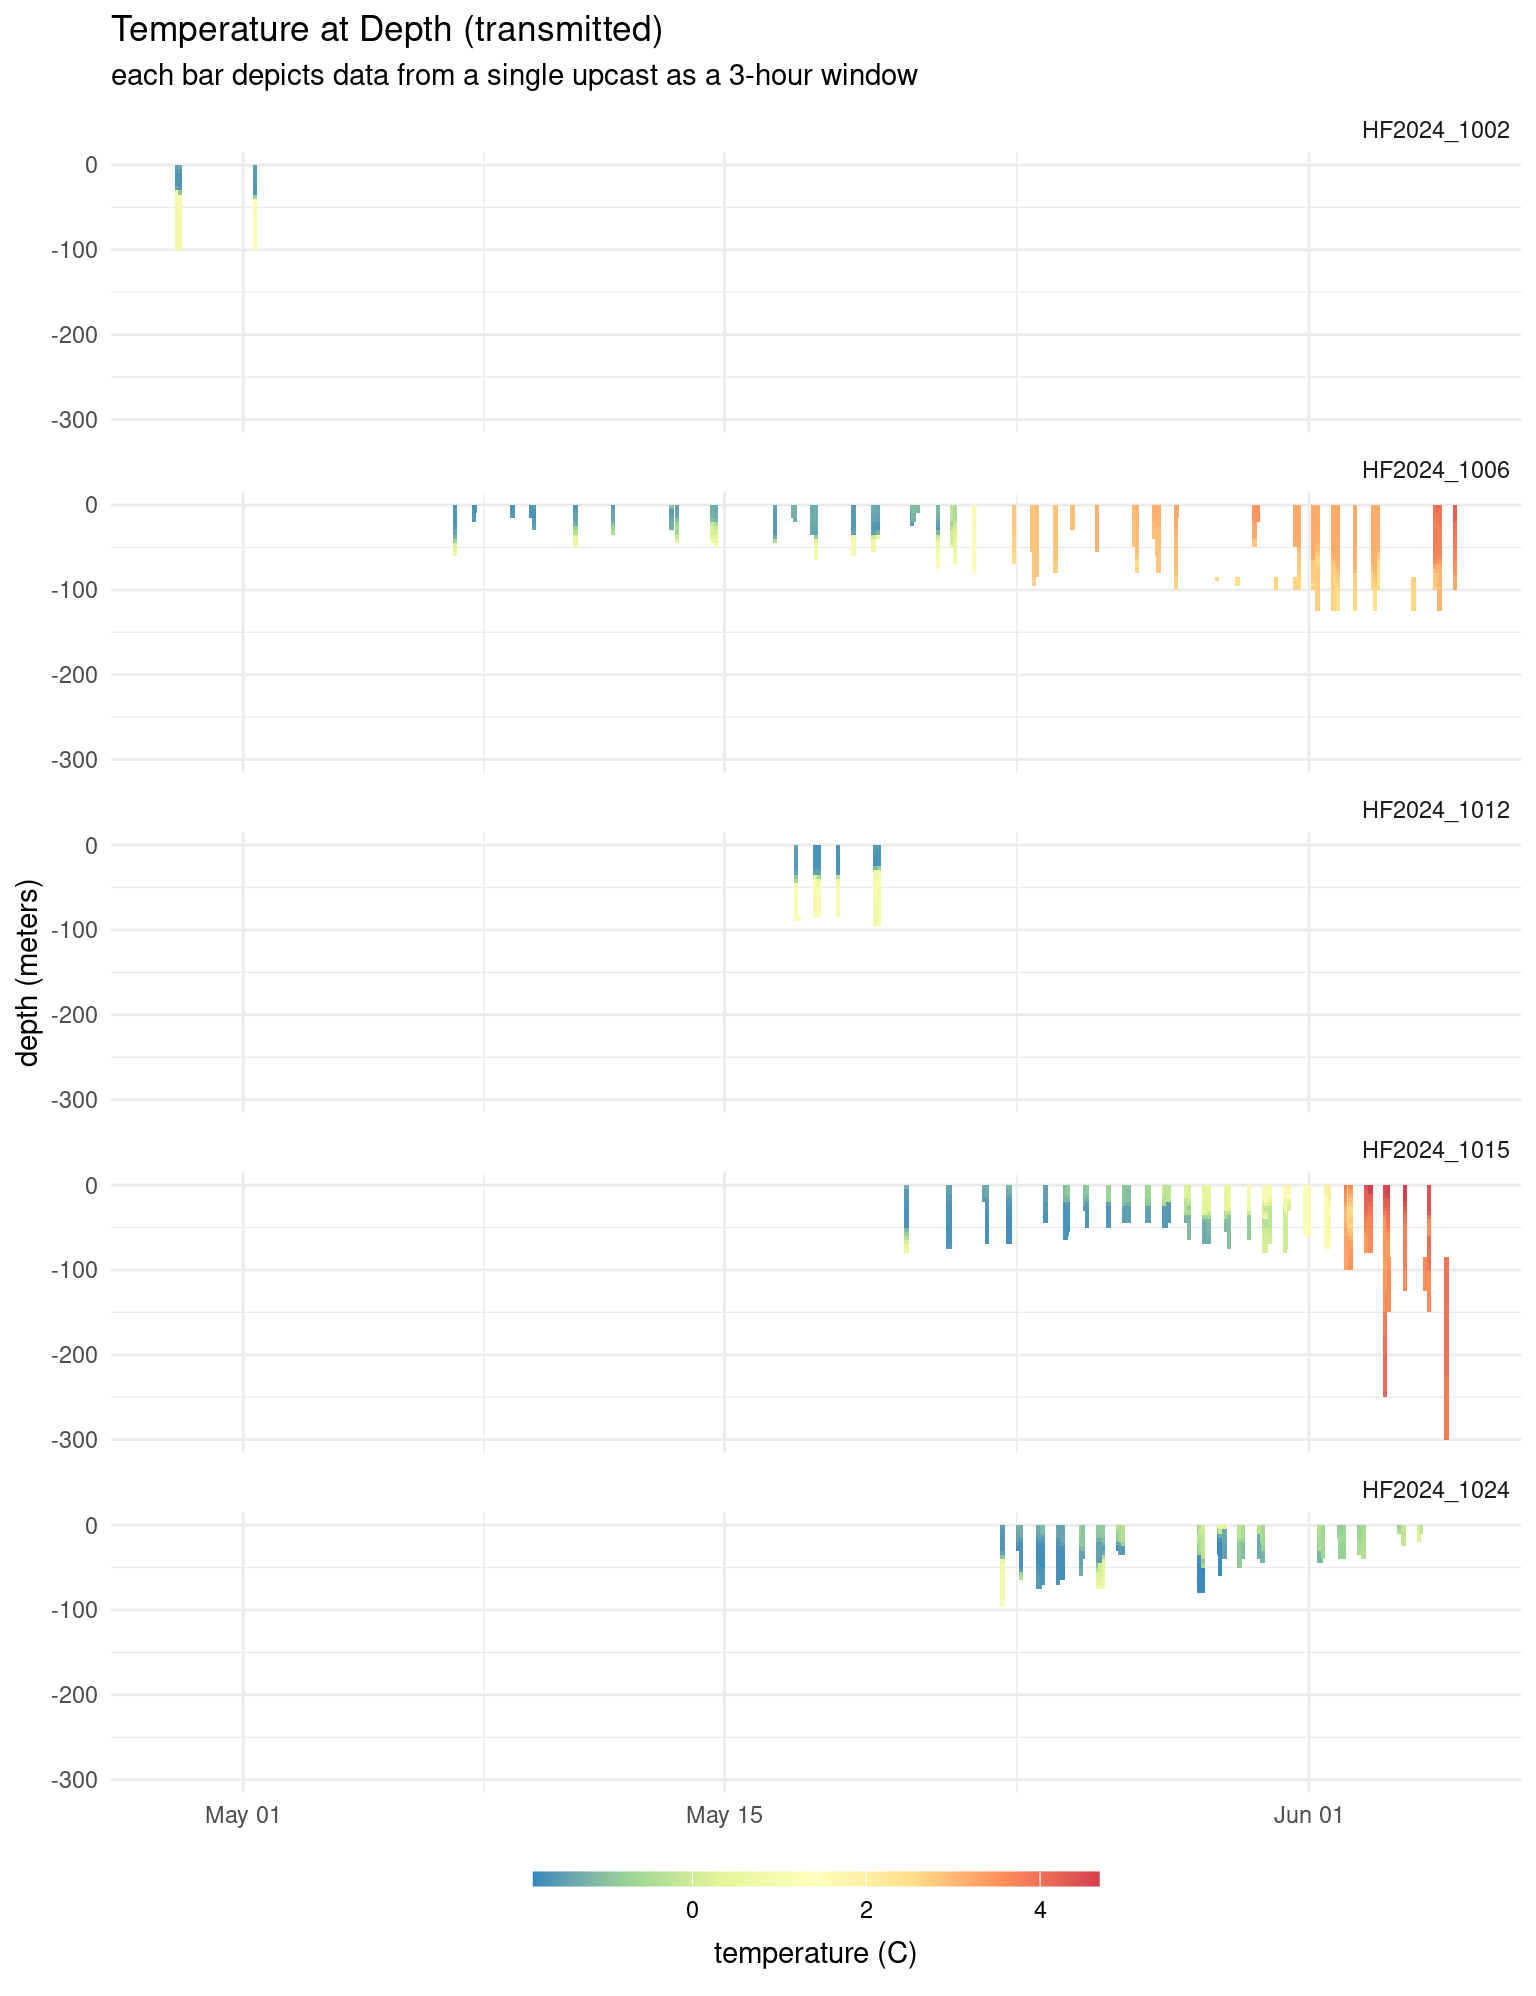 Temperature at Depth (transmitted)
each bar depicts data from a single upcast as a 3-hour window
HF2024_1002
0
-100
-200
-300
HF2024_1006
0
-100
-200
-300
HF2024_1012
0
-100
-200
-300
depth (meters)
HF2024_1015
0
-100
-200
-300
HF2024_1024
0
-100
-200
-300
May 01 May 15 Jun 01
0 2 4
temperature (C)